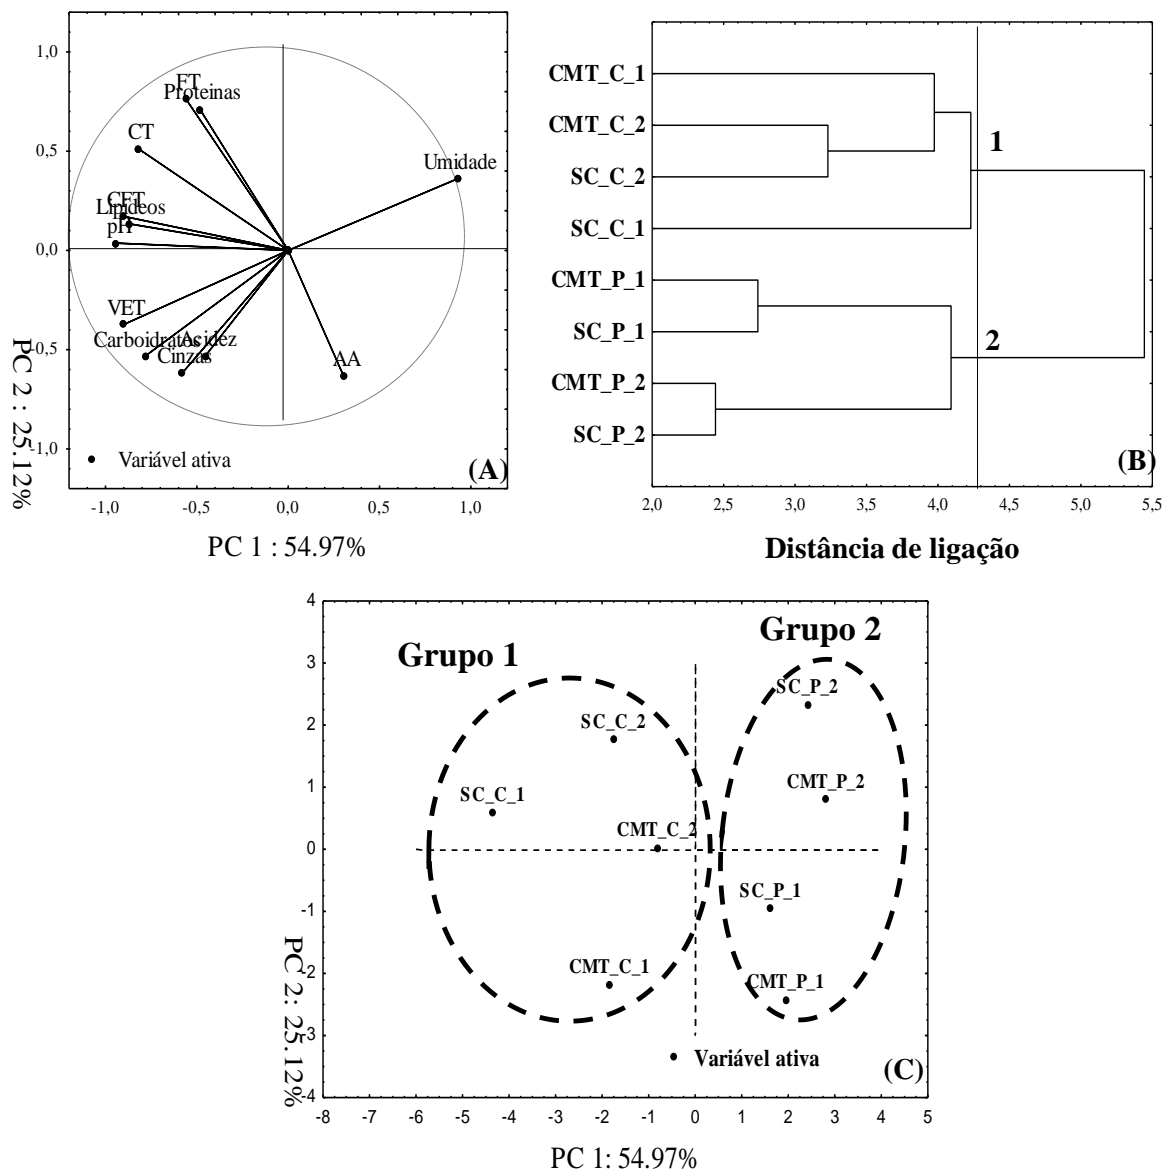 1,0
0,5
0,0
-0,5
-1,0
PC 2 : 25.12%
FT
Proteinas
CT
Umidade
CFT
Lipideos
pH
VET
Carboidratos
Acidez
Cinzas
AA
Variável ativa
(A)
-1,0 -0,5 0,0 0,5 1,0
PC 1 : 54.97%
CMT_C_1
CMT_C_2
SC_C_2
SC_C_1
CMT_P_1
SC_P_1
CMT_P_2
SC_P_2
1
2
(B)
2,0 2,5 3,0 3,5 4,0 4,5 5,0 5,5
Distância de ligação
4
3
2
1
0
-1
-2
-3
-4
PC 2: 25.12%
Grupo 1
Grupo 2
SC_P_2
SC_C_2
SC_C_1
CMT_P_2
CMT_C_2
SC_P_1
CMT_C_1
CMT_P_1
Variável ativa
(C)
-8 -7 -6 -5 -4 -3 -2 -1 0 1 2 3 4 5
PC 1: 54.97%